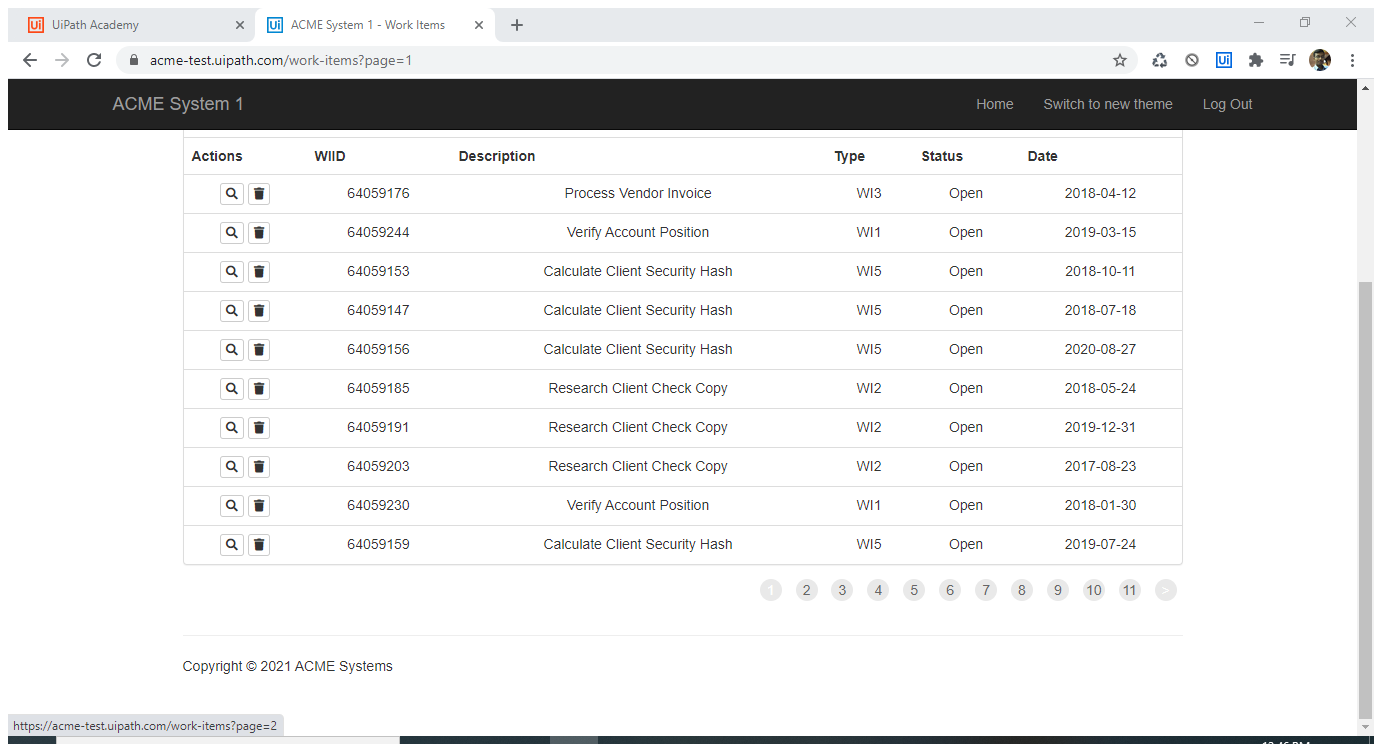 Ui UiPath Academy Ui ACME System 1 - Work Items
acme-test.uipath.com/work-items?page=1 Ui
ACME System 1 Home Switch to new theme Log Out
Actions WIID Description Type Status Date
64059176 Process Vendor Invoice WI3 Open 2018-04-12
64059244 Verify Account Position WI1 Open 2019-03-15
64059153 Calculate Client Security Hash WI5 Open 2018-10-11
64059147 Calculate Client Security Hash WI5 Open 2018-07-18
64059156 Calculate Client Security Hash WI5 Open 2020-08-27
64059185 Research Client Check Copy WI2 Open 2018-05-24
64059191 Research Client Check Copy WI2 Open 2019-12-31
64059203 Research Client Check Copy WI2 Open 2017-08-23
64059230 Verify Account Position WI1 Open 2018-01-30
64059159 Calculate Client Security Hash WI5 Open 2019-07-24
1 2 3 4 5 6 7 8 9 10 11 >
Copyright © 2021 ACME Systems
https://acme-test.uipath.com/work-items?page=2